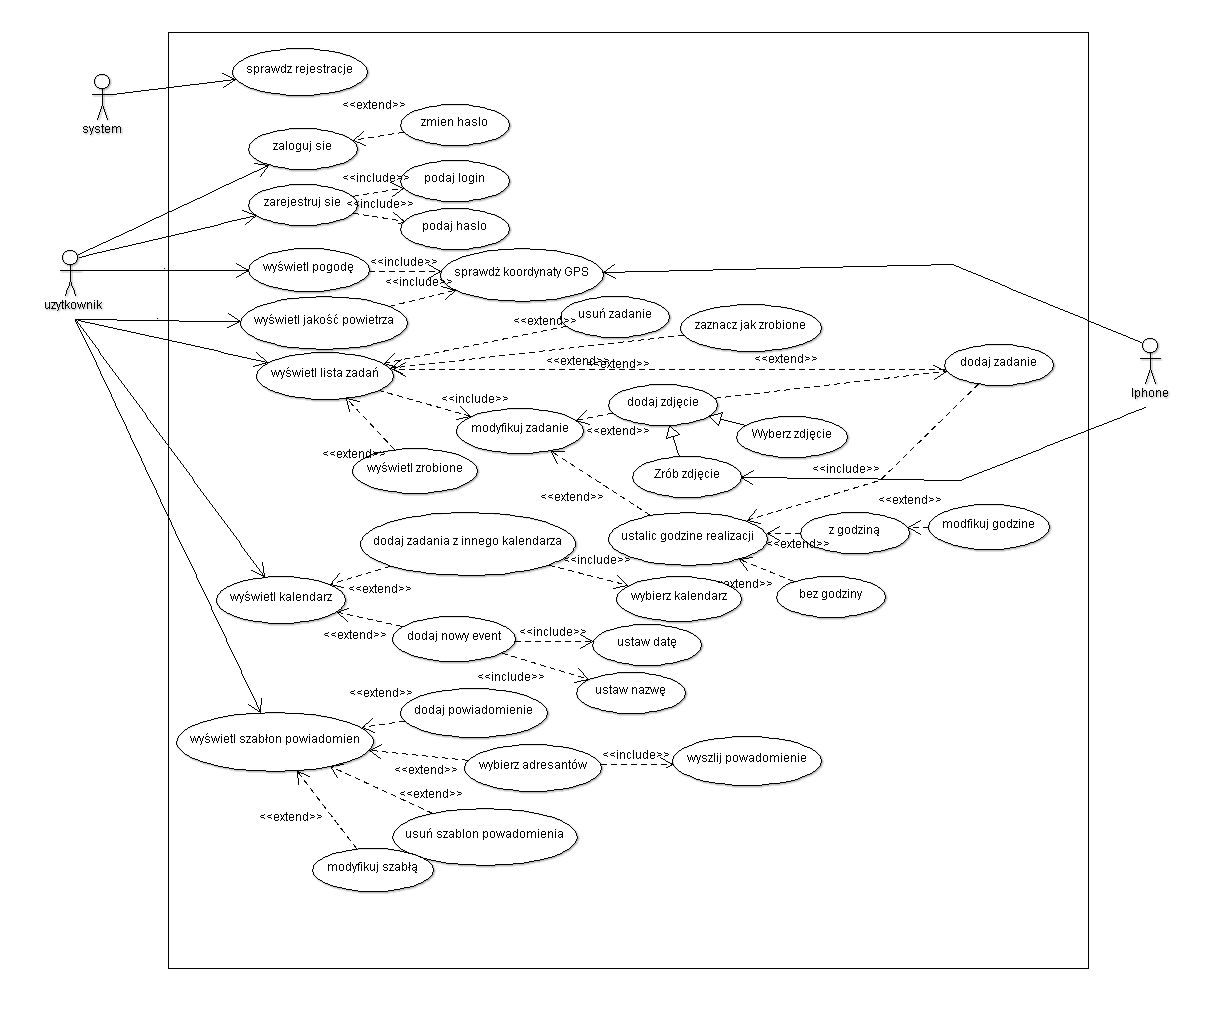 sprawdz rejestracje
system
<<extend>>
zmien haslo
zaloguj sie
<<include>>
podaj login
zarejestruj sie
<<include>>
podaj haslo
uzytkownik
wyświetl pogodę
<<include>>
sprawdż koordynaty GPS
<<include>>
wyświetl jakość powietrza
<<extend>>
usuń zadanie
zaznacz jak zrobione
<<extend>>
<<extend>>
<<extend>>
dodaj zadanie
wyświetl lista zadań
Iphone
<<include>>
dodaj zdjęcie
modyfikuj zadanie
<<extend>>
Wyberz zdjęcie
<<extend>>
wyświetl zrobione
Zrób zdjęcie
<<include>>
<<extend>>
<<extend>>
modfikuj godzine
z godziną
ustalic godzine realizacji
<<extend>>
dodaj zadania z innego kalendarza
<<include>>
<<extend>>
wybierz kalendarz
bez godziny
<<extend>>
wyświetl kalendarz
<<extend>>
dodaj nowy event
<<include>>
ustaw datę
<<include>>
ustaw nazwę
<<extend>>
dodaj powiadomienie
wyświetl szabłon powiadomien
wybierz adresantów
<<include>>
wyszlij powadomienie
<<extend>>
<<extend>>
<<extend>>
usuń szablon powadomienia
modyfikuj szabłą